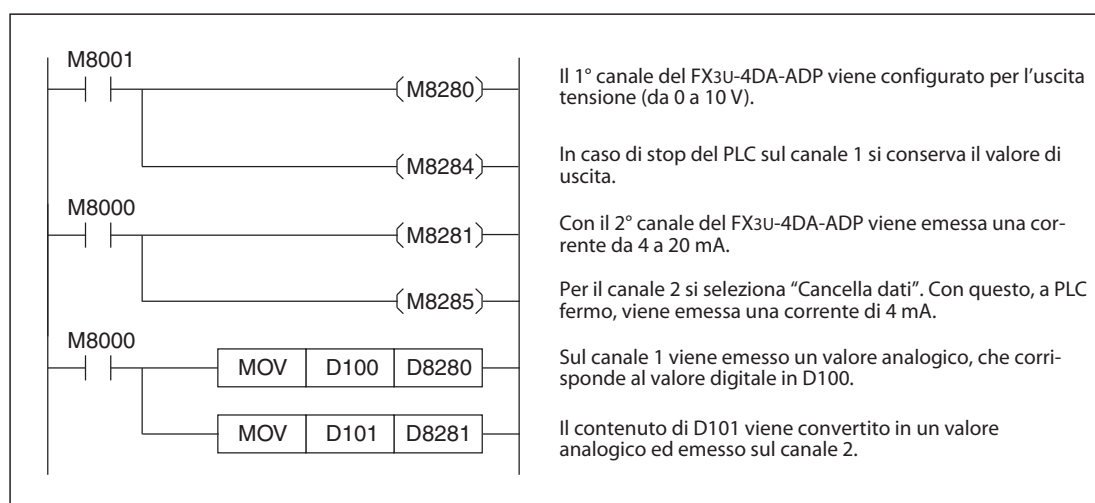 M8001
M8280
Il 1° canale del FX3U-4DA-ADP viene configurato per l'uscita
tensione (da 0 a 10 V).
M8284
In caso di stop del PLC sul canale 1 si conserva il valore di
uscita.
M8000
M8281
Con il 2° canale del FX3U-4DA-ADP viene emessa una cor-
rente da 4 a 20 mA.
M8285
Per il canale 2 si seleziona “Cancella dati”. Con questo, a PLC
fermo, viene emessa una corrente di 4 mA.
M8000
MOV D100 D8280
Sul canale 1 viene emesso un valore analogico, che corri-
sponde al valore digitale in D100.
MOV D101 D8281
Il contenuto di D101 viene convertito in un valore
analogico ed emesso sul canale 2.